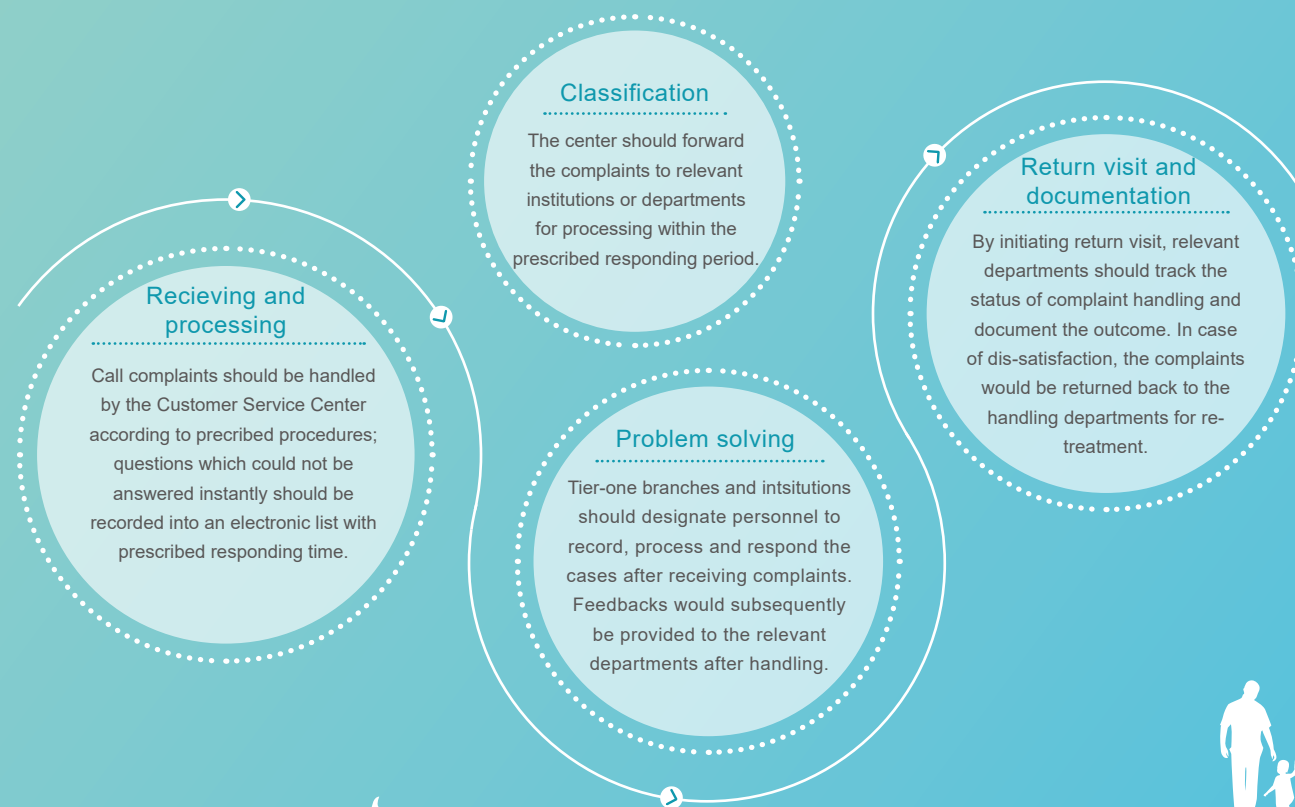 Recieving and
processing
Call complaints should be handled
by the Customer Service Center
according to precribed procedures;
questions which could not be
answered instantly should be
recorded into an electronic list with
prescribed responding time.
Classification
The center should forward
the complaints to relevant
institutions or departments
for processing within the
prescribed responding period.
Problem solving
Tier-one branches and intsitutions
should designate personnel to
record, process and respond the
cases after receiving complaints.
Feedbacks would subsequently
be provided to the relevant
departments after handling.
Return visit and
documentation
By initiating return visit, relevant
departments should track the
status of complaint handling and
document the outcome. In case
of dis-satisfaction, the complaints
would be returned back to the
handling departments for re-
treatment.